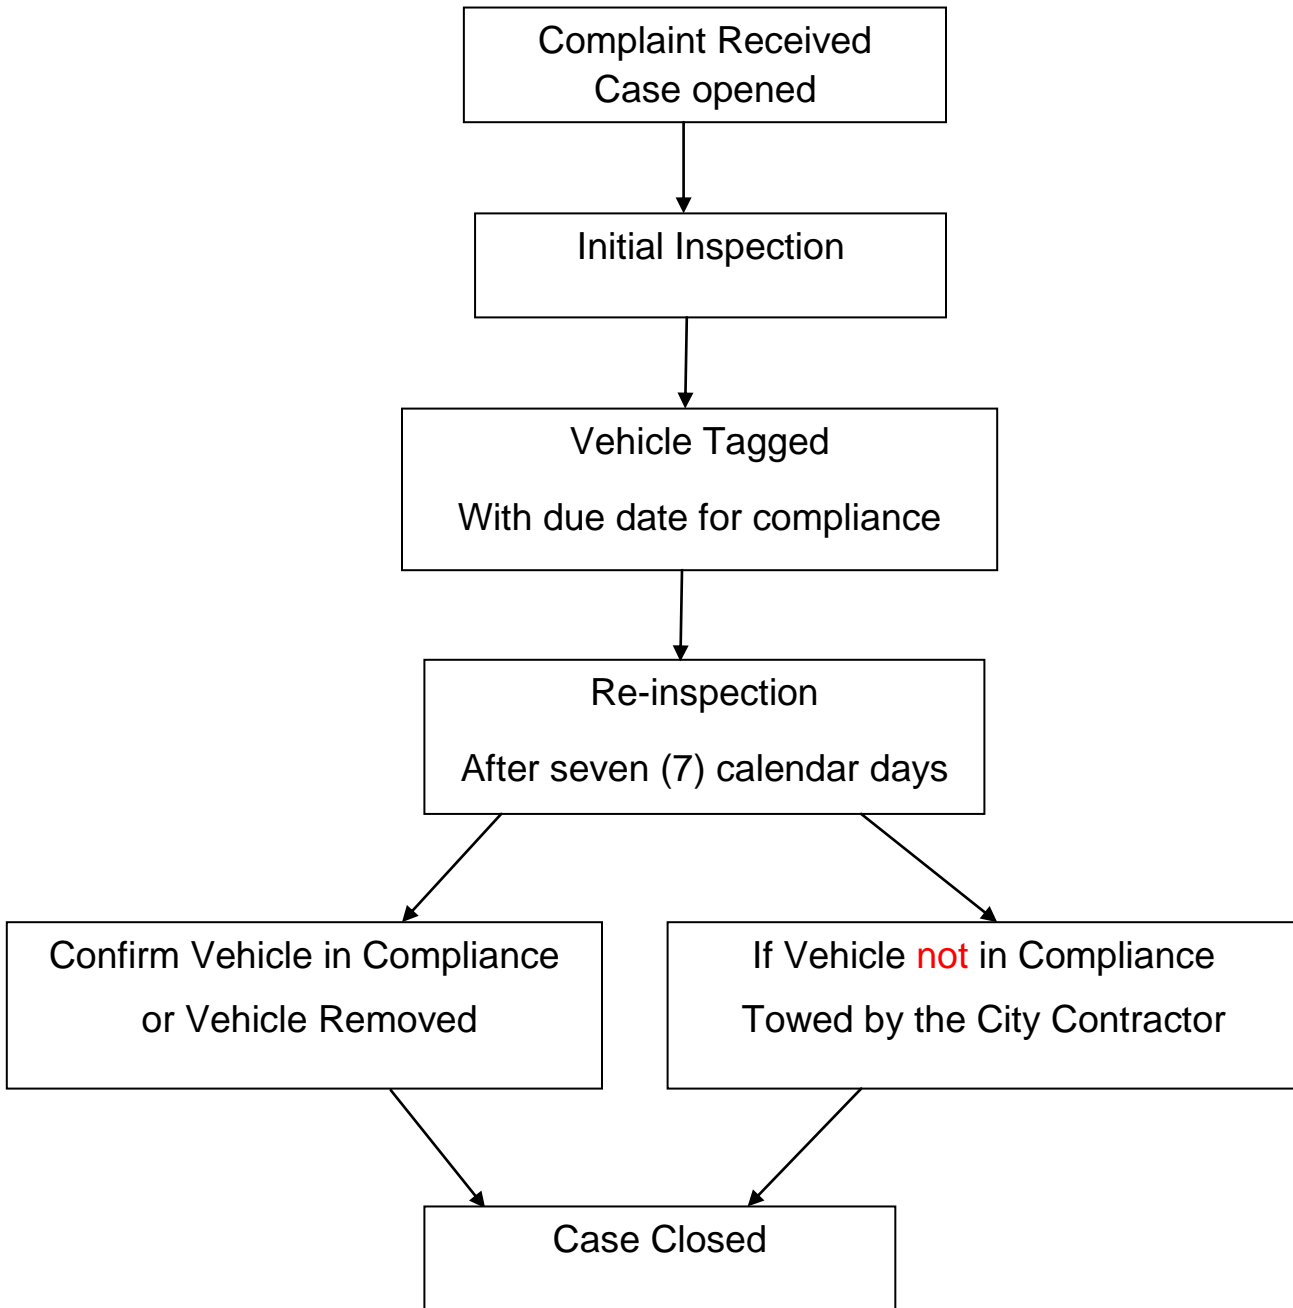 Complaint Received
Case opened
Initial Inspection
Vehicle Tagged
With due date for compliance
Re-inspection
After seven (7) calendar days
Confirm Vehicle in Compliance
or Vehicle Removed
If Vehicle not in Compliance
Towed by the City Contractor
Case Closed